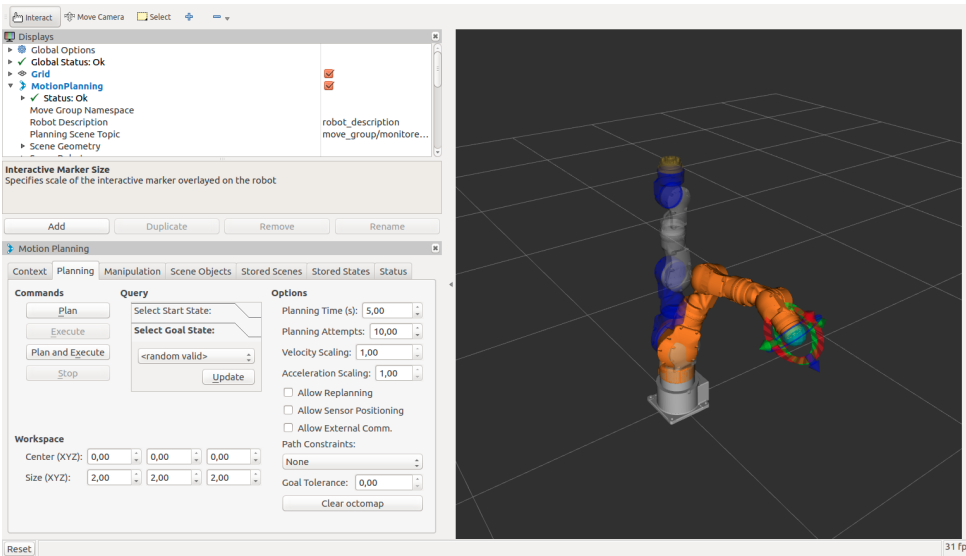 Interact Move Camera Select
Displays
Global Options
Global Status: Ok
Grid
MotionPlanning
Status: Ok
Move Group Namespace
Robot Description robot_description
Planning Scene Topic move_group/monitore...
Scene Geometry
Interactive Marker Size
Specifies scale of the interactive marker overlayed on the robot
Add Duplicate Remove Rename
Motion Planning
Context Planning Manipulation Scene Objects Stored Scenes Stored States Status
Commands Query Options
Plan Select Start State: Planning Time (s): 5,00
Execute Select Goal State: Planning Attempts: 10,00
Plan and Execute <random valid> Velocity Scaling: 1,00
Stop Update Acceleration Scaling: 1,00
Allow Replanning
Allow Sensor Positioning
Allow External Comm.
Workspace Path Constraints:
Center (XYZ): 0,00 0,00 0,00 None
Size (XYZ): 2,00 2,00 2,00 Goal Tolerance: 0,00
Clear octomap
Reset 31 fp